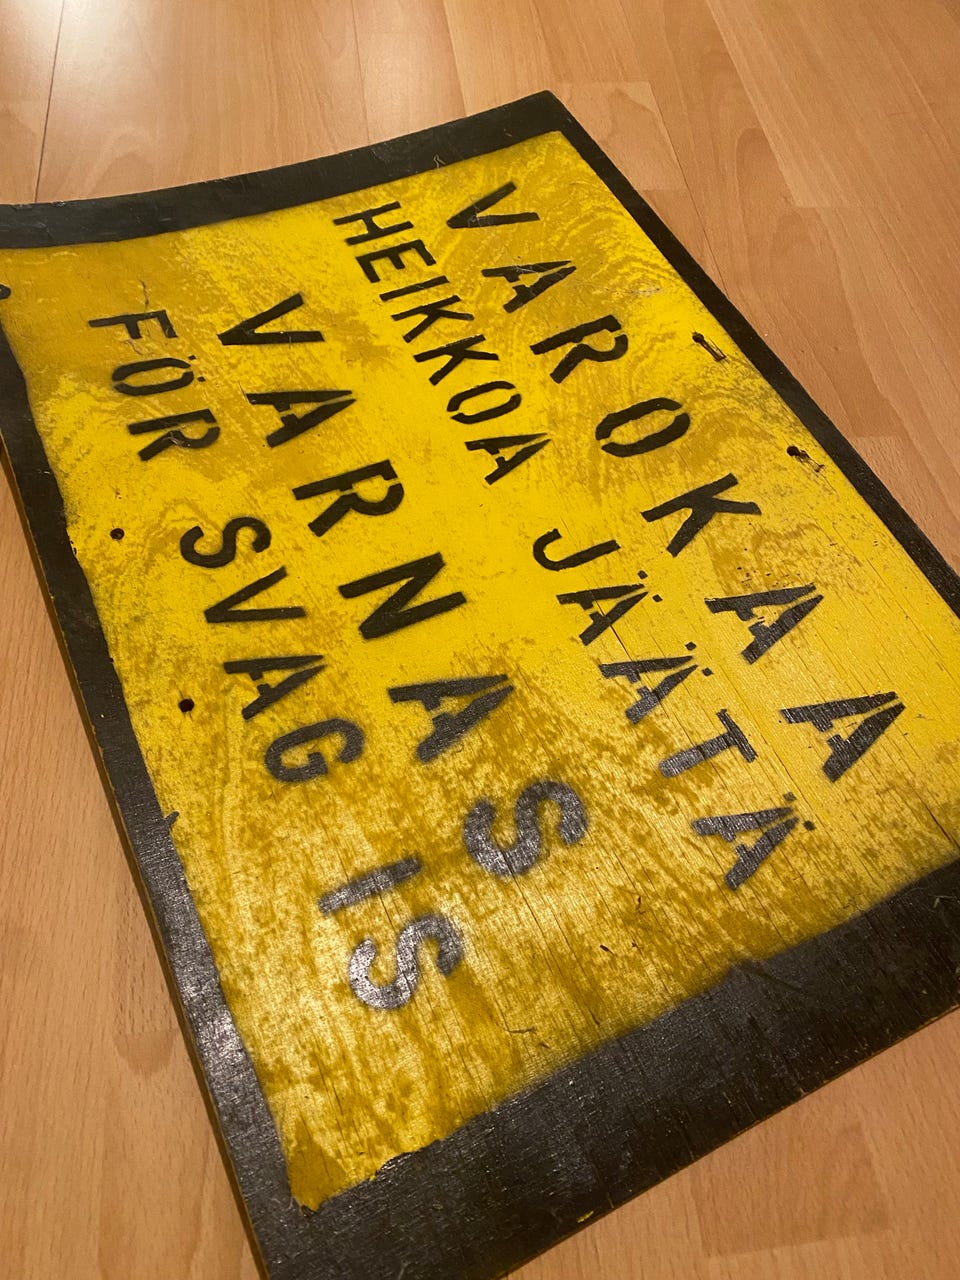 VAROKAA
HEIKKOA JÄÄTÄ
VARNAS
FÖR SVAG IS